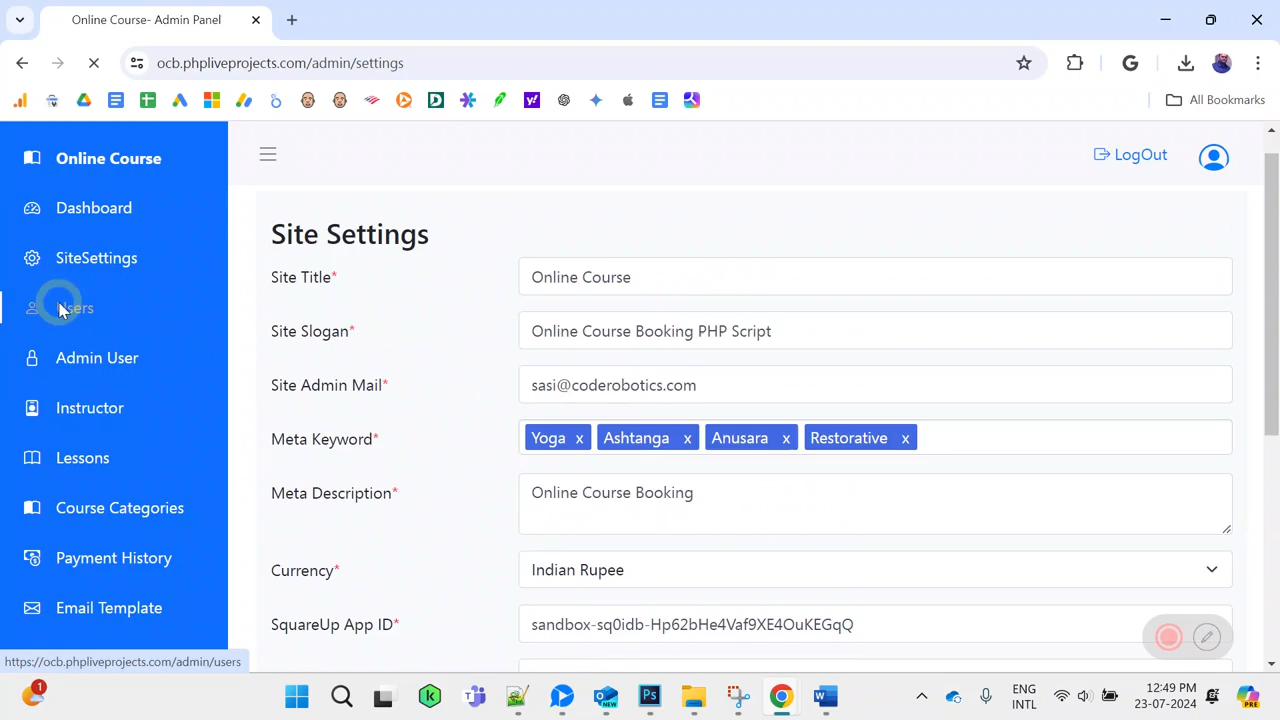 Online Course- Admin Panel
ocb.phpliveprojects.com/admin/settings
All Bookmarks
Online Course
LogOut
Dashboard
SiteSettings
Users
Admin User
Instructor
Lessons
Course Categories
Payment History
Email Template
Site Settings
Site Title*
Online Course
Site Slogan*
Online Course Booking PHP Script
Site Admin Mail*
sasi@coderobotics.com
Meta Keyword*
Yoga x Ashtanga x Anusara x Restorative x
Meta Description*
Online Course Booking
Currency*
Indian Rupee
SquareUp App ID*
sandbox-sq0idb-Hp62bHe4Vaf9XE4OuKEGqQ
https://ocb.phpliveprojects.com/admin/users
1
ENG
INTL
12:49 PM
23-07-2024
PRE